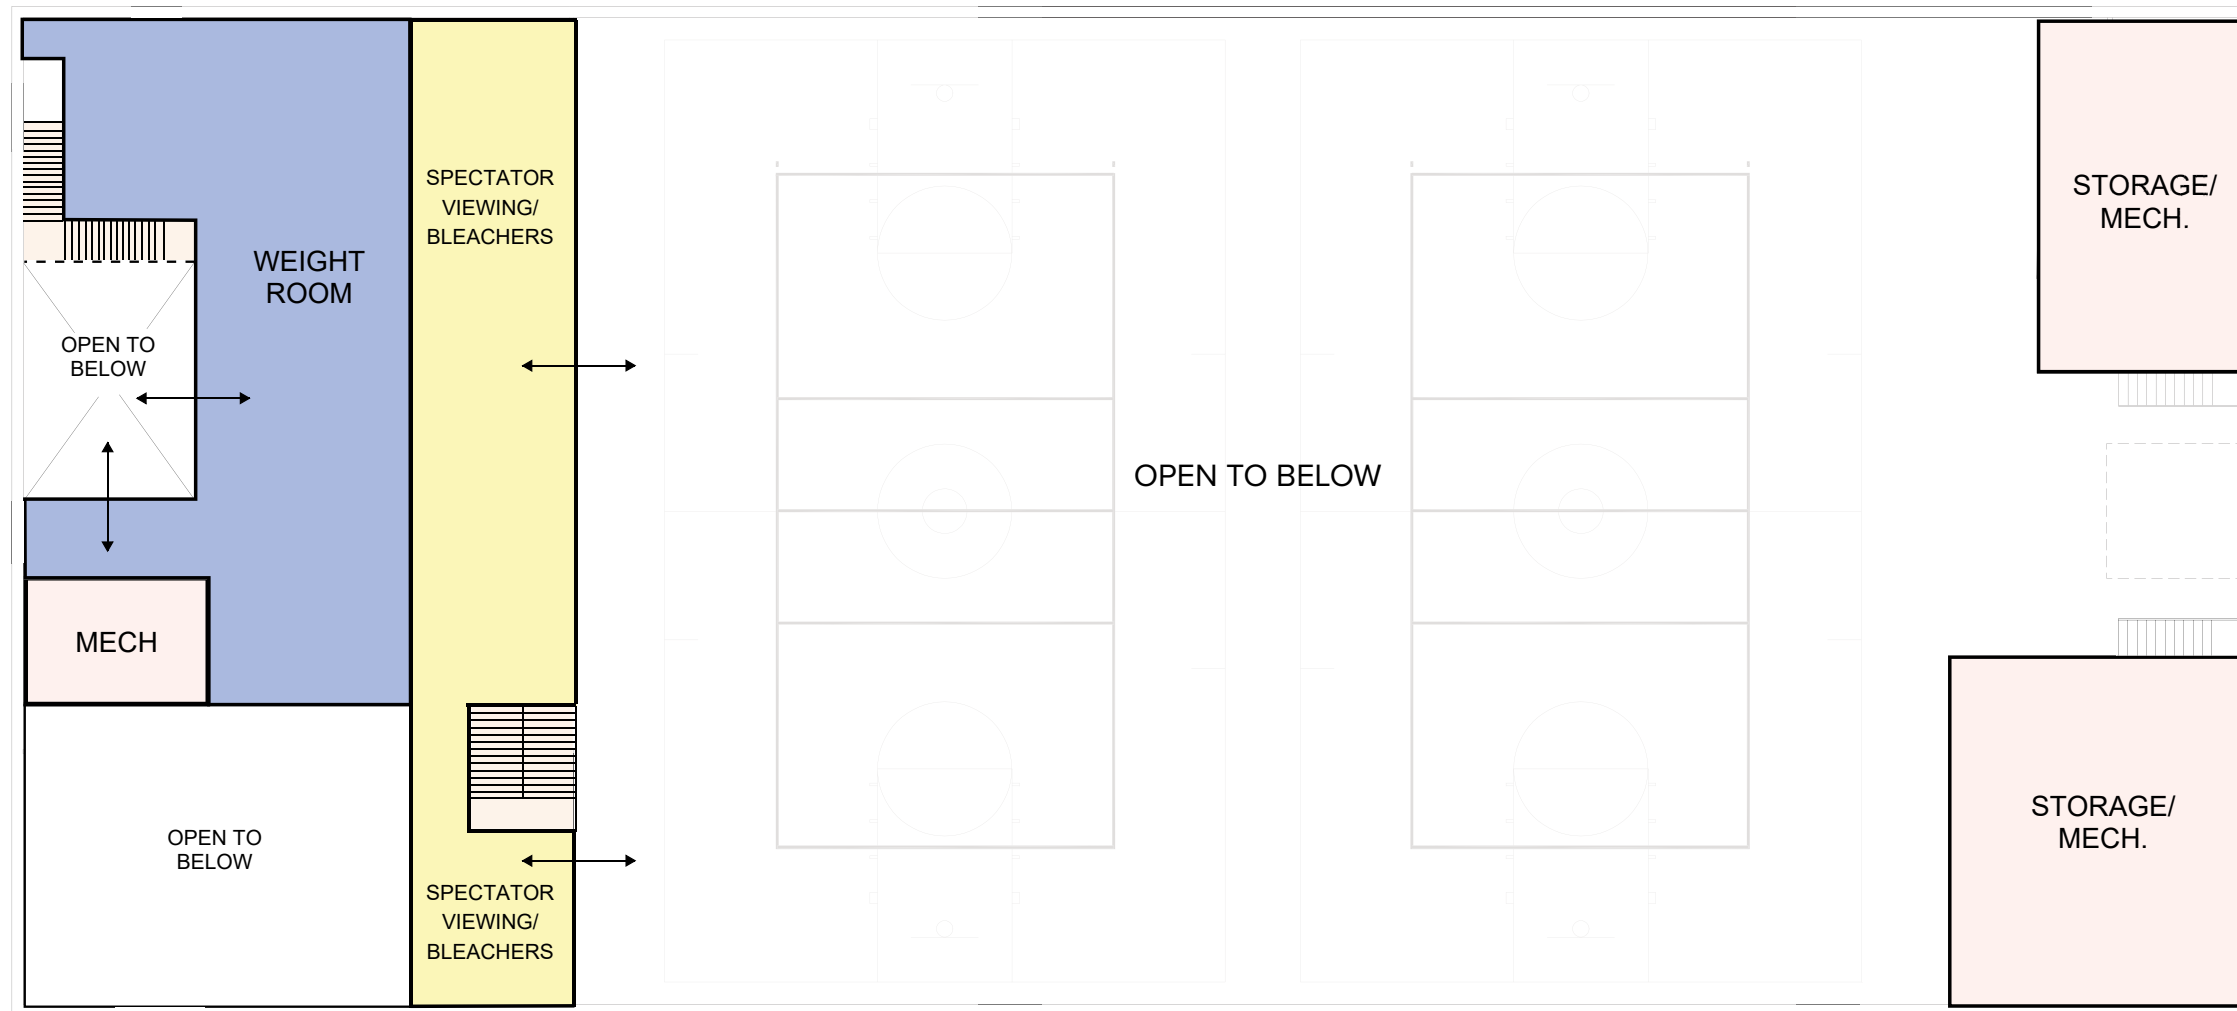 SPECTATOR
VIEWING/
BLEACHERS
STORAGE/
MECH.
WEIGHT
ROOM
OPEN TO
BELOW
OPEN TO BELOW
MECH
STORAGE/
MECH.
OPEN TO
BELOW
SPECTATOR
VIEWING/
BLEACHERS